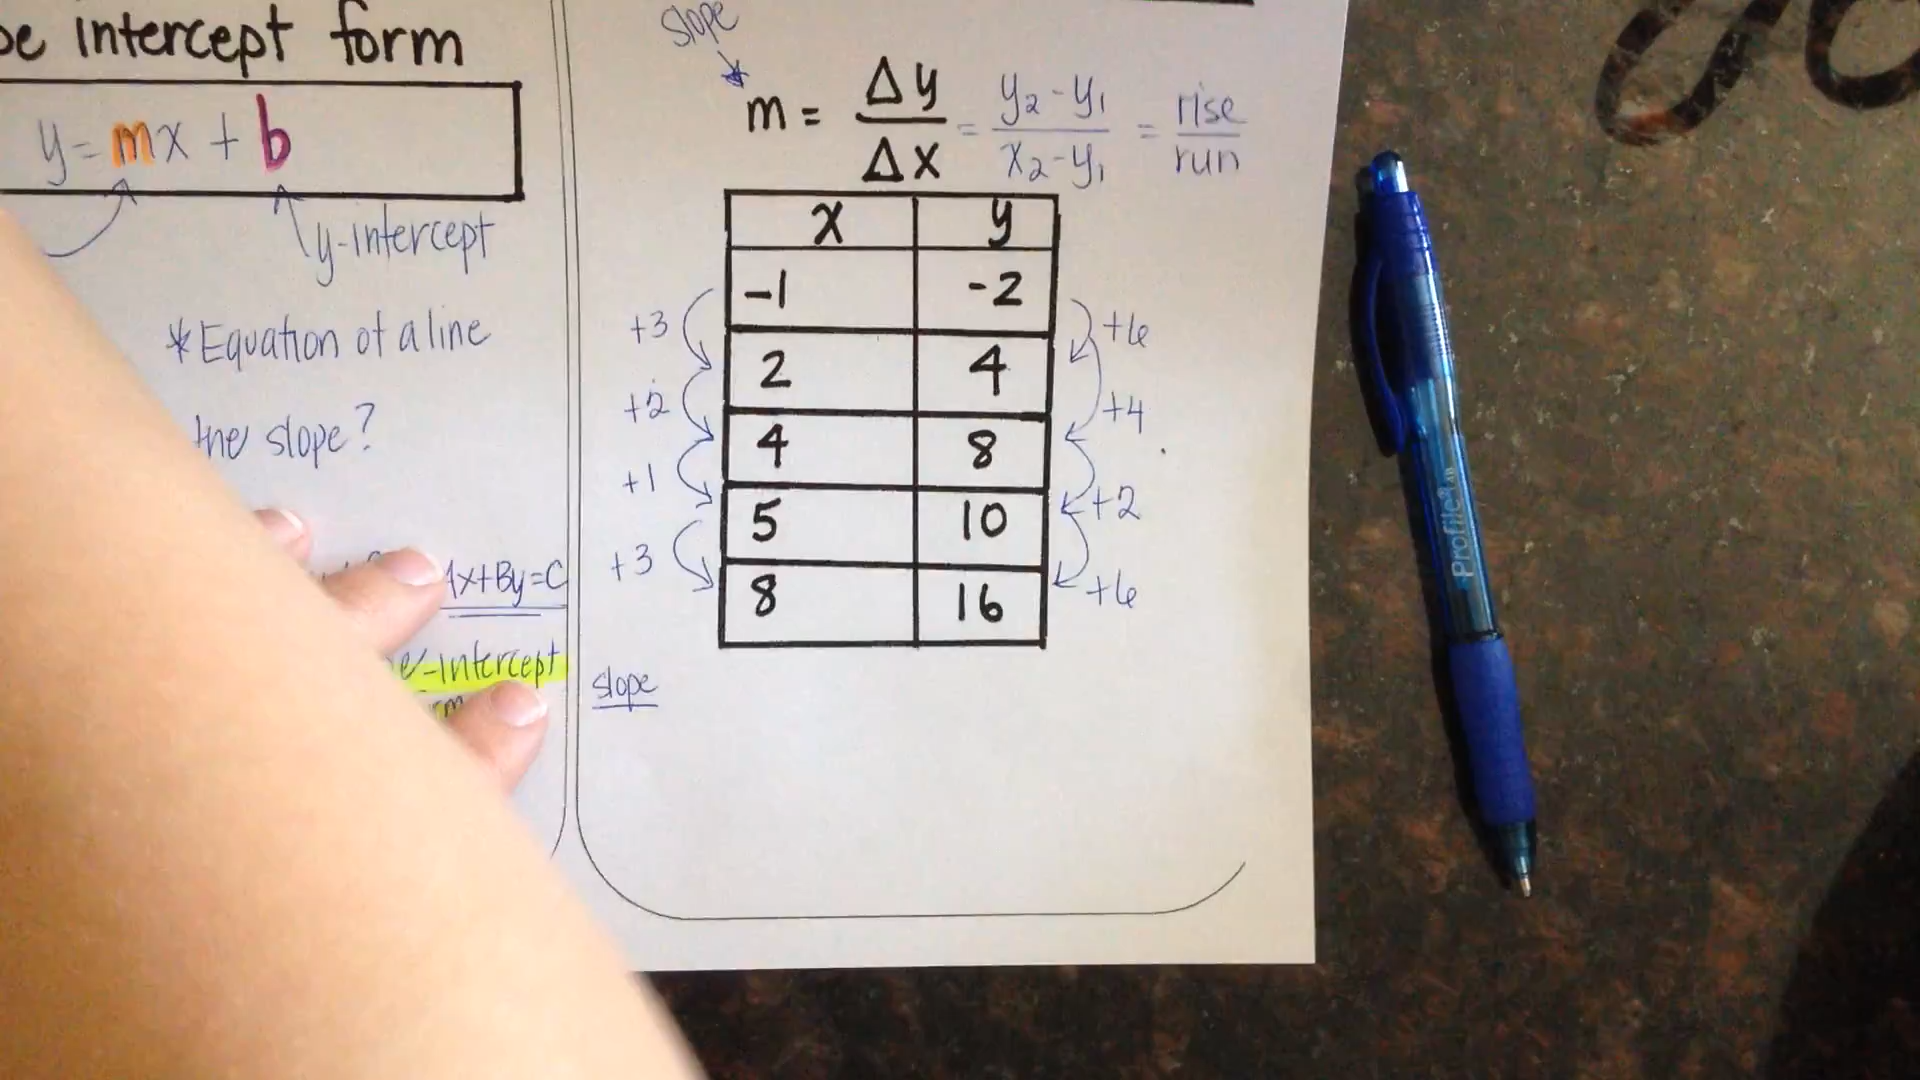 intercept form
y = mx + b
y-intercept
* Equation of a line
the slope?
x+By=C
-intercept
slope
m = Δy / Δx = y₂-y₁ / x₂-y₁ = rise / run
x y
-1 -2
2 4
4 8
5 10
8 16
+3 +6
+2 +4
+1 +2
+3 +6
slope
Profile